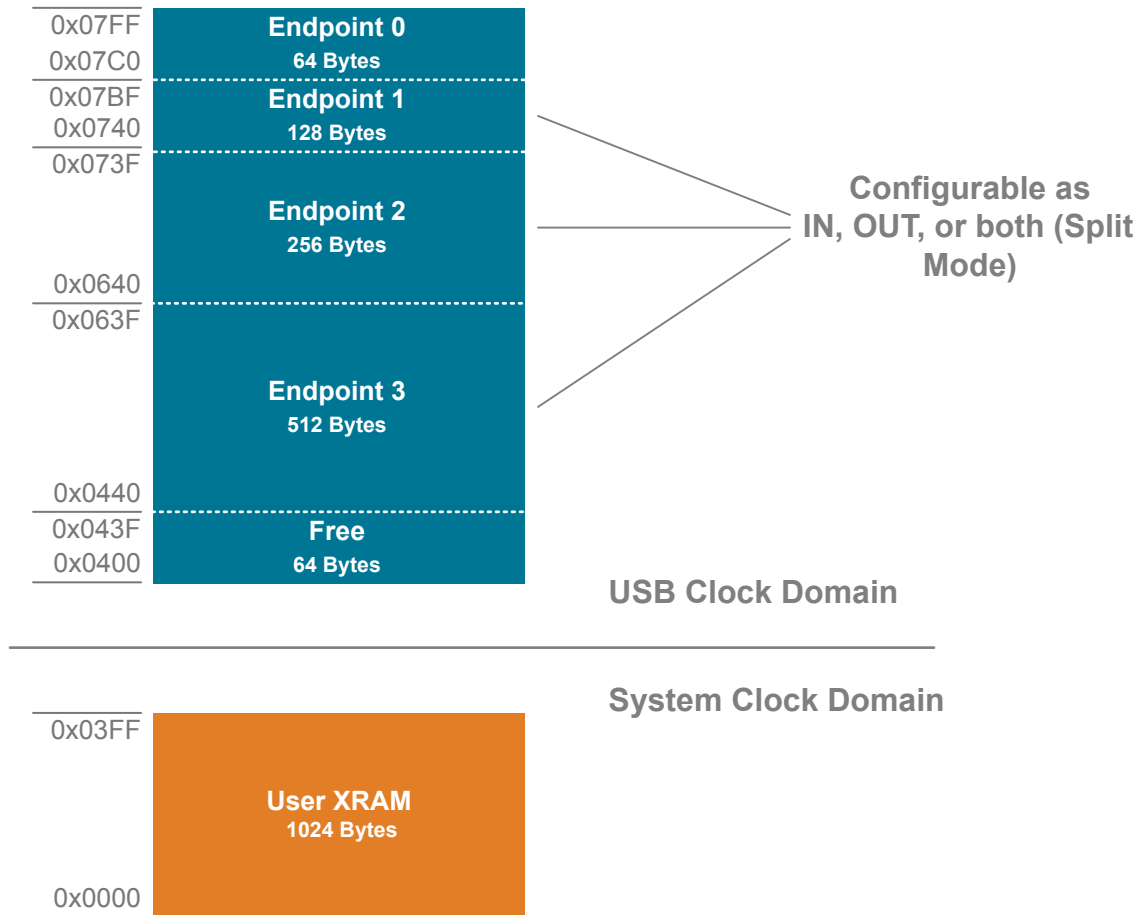 0x07FF
Endpoint 0
0x07C0
64 Bytes
0x07BF
Endpoint 1
0x0740
128 Bytes
0x073F
Configurable as
IN, OUT, or both (Split
Mode)
Endpoint 2
256 Bytes
0x0640
0x063F
Endpoint 3
512 Bytes
0x0440
0x043F
Free
0x0400
64 Bytes
USB Clock Domain
System Clock Domain
0x03FF
User XRAM
1024 Bytes
0x0000